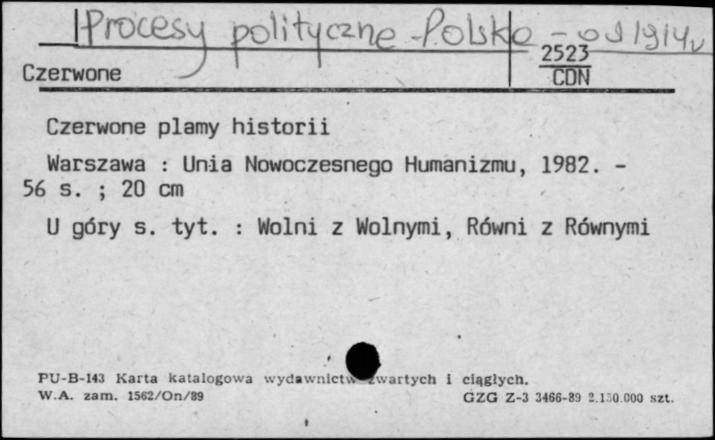 Procesy polityczne - Polska - od 1914 r.
2523
CDN
Czerwone
Czerwone plamy historii
Warszawa : Unia Nowoczesnego Humanizmu, 1982. -
56 s. ; 20 cm
U góry s. tyt. : Wolni z Wolnymi, Równi z Równymi
PU-B-143 Karta katalogowa wydawnictw zwartych i ciągłych.
W.A. zam. 1562/On/89
GZG Z-3 3466-89 2.130.000 szt.